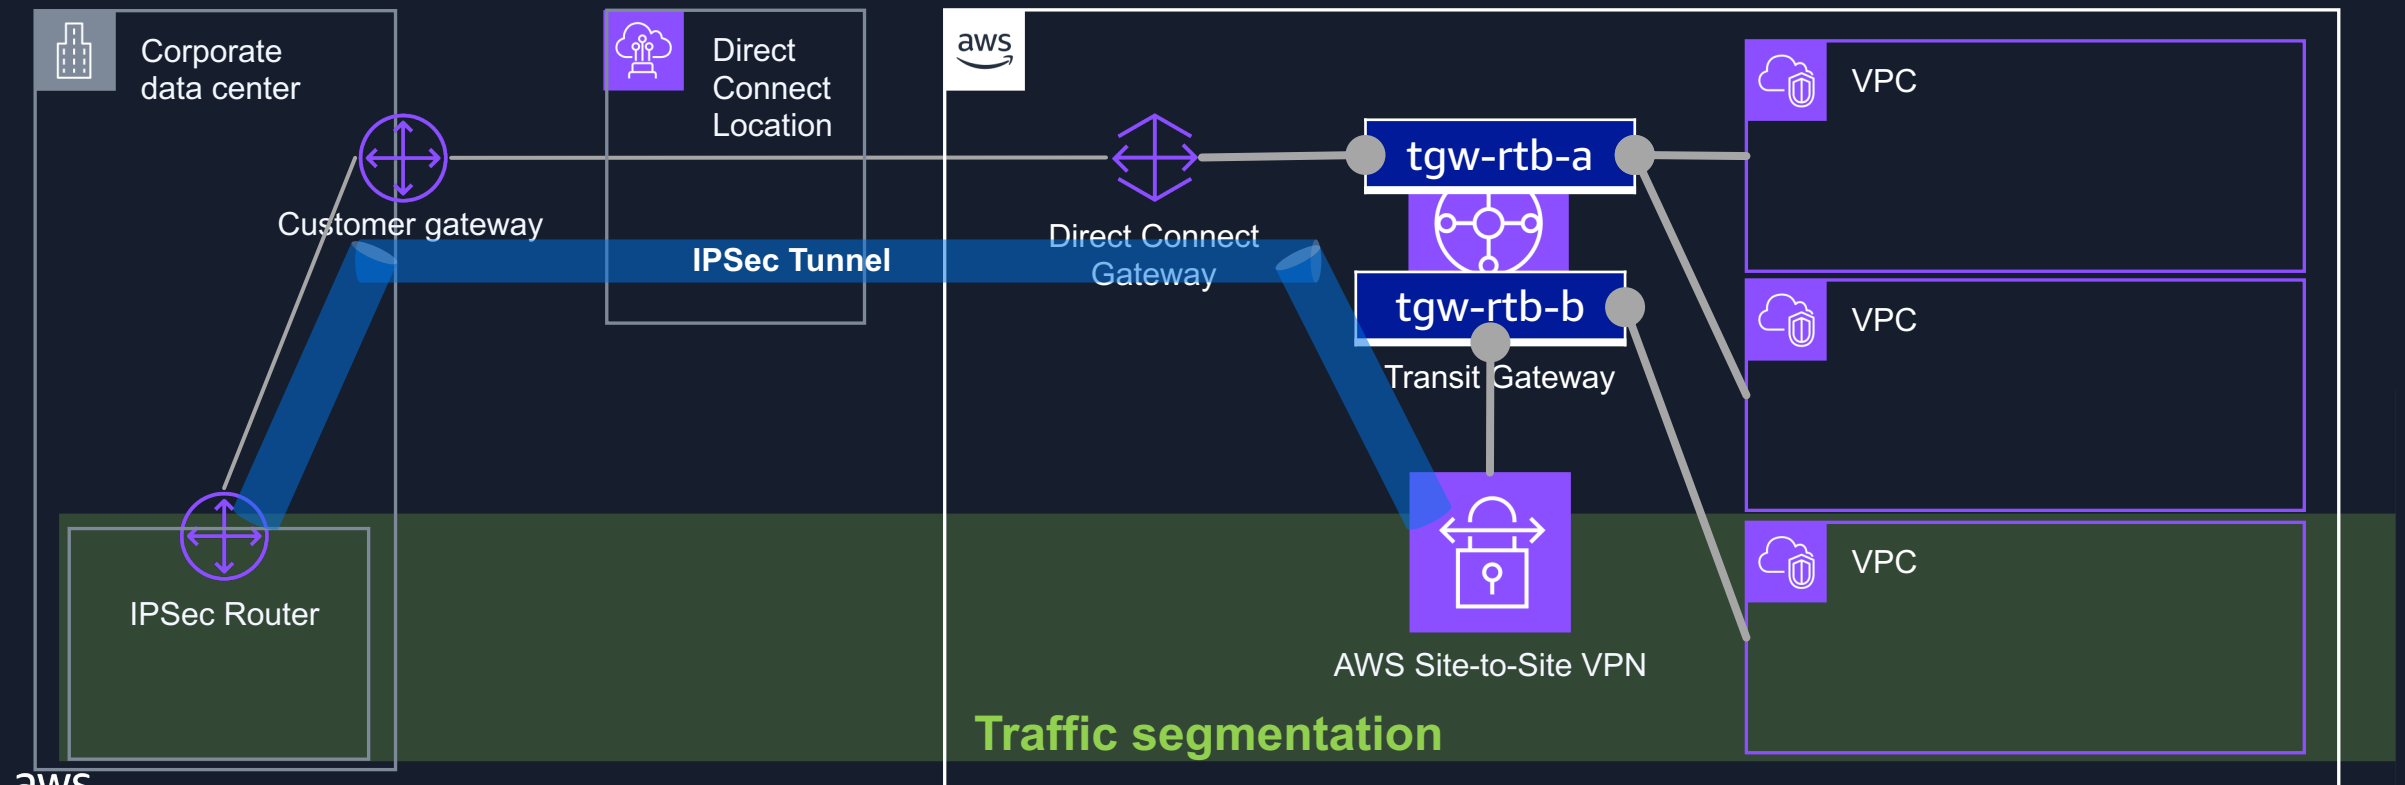 Corporate
data center
Direct
Connect
Location
aws
VPC
tgw-rtb-a
Customer gateway
Direct Connect
Gateway
IPSec Tunnel
tgw-rtb-b
VPC
Transit Gateway
IPSec Router
AWS Site-to-Site VPN
VPC
Traffic segmentation
aws